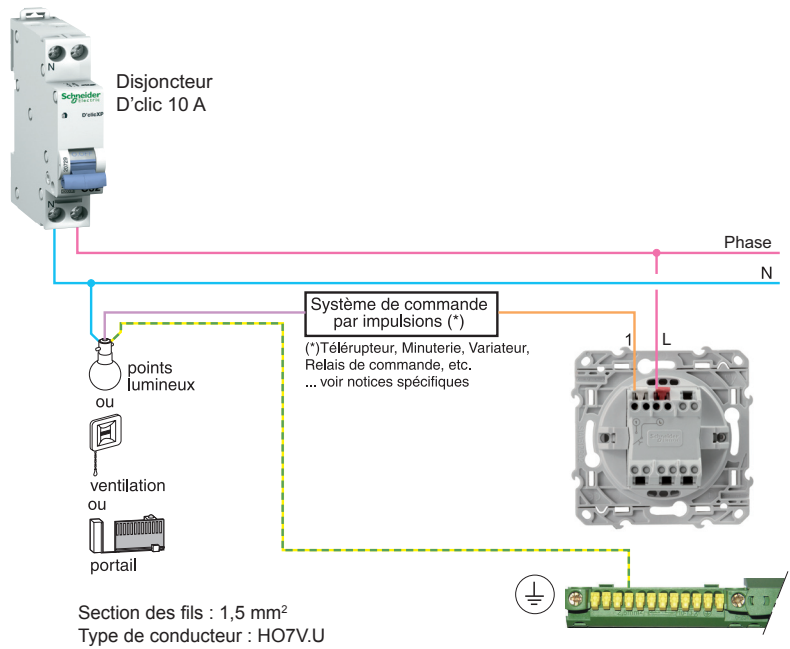 N
Schneider
Electric
D'clicXP
20729
N
Disjoncteur
D'clic 10 A
Phase
N
Système de commande
par impulsions (*)
(*)Télérupteur, Minuterie, Variateur,
Relais de commande, etc.
... voir notices spécifiques
1
L
points
lumineux
ou
ventilation
ou
portail
Section des fils : 1,5 mm²
Type de conducteur : HO7V.U